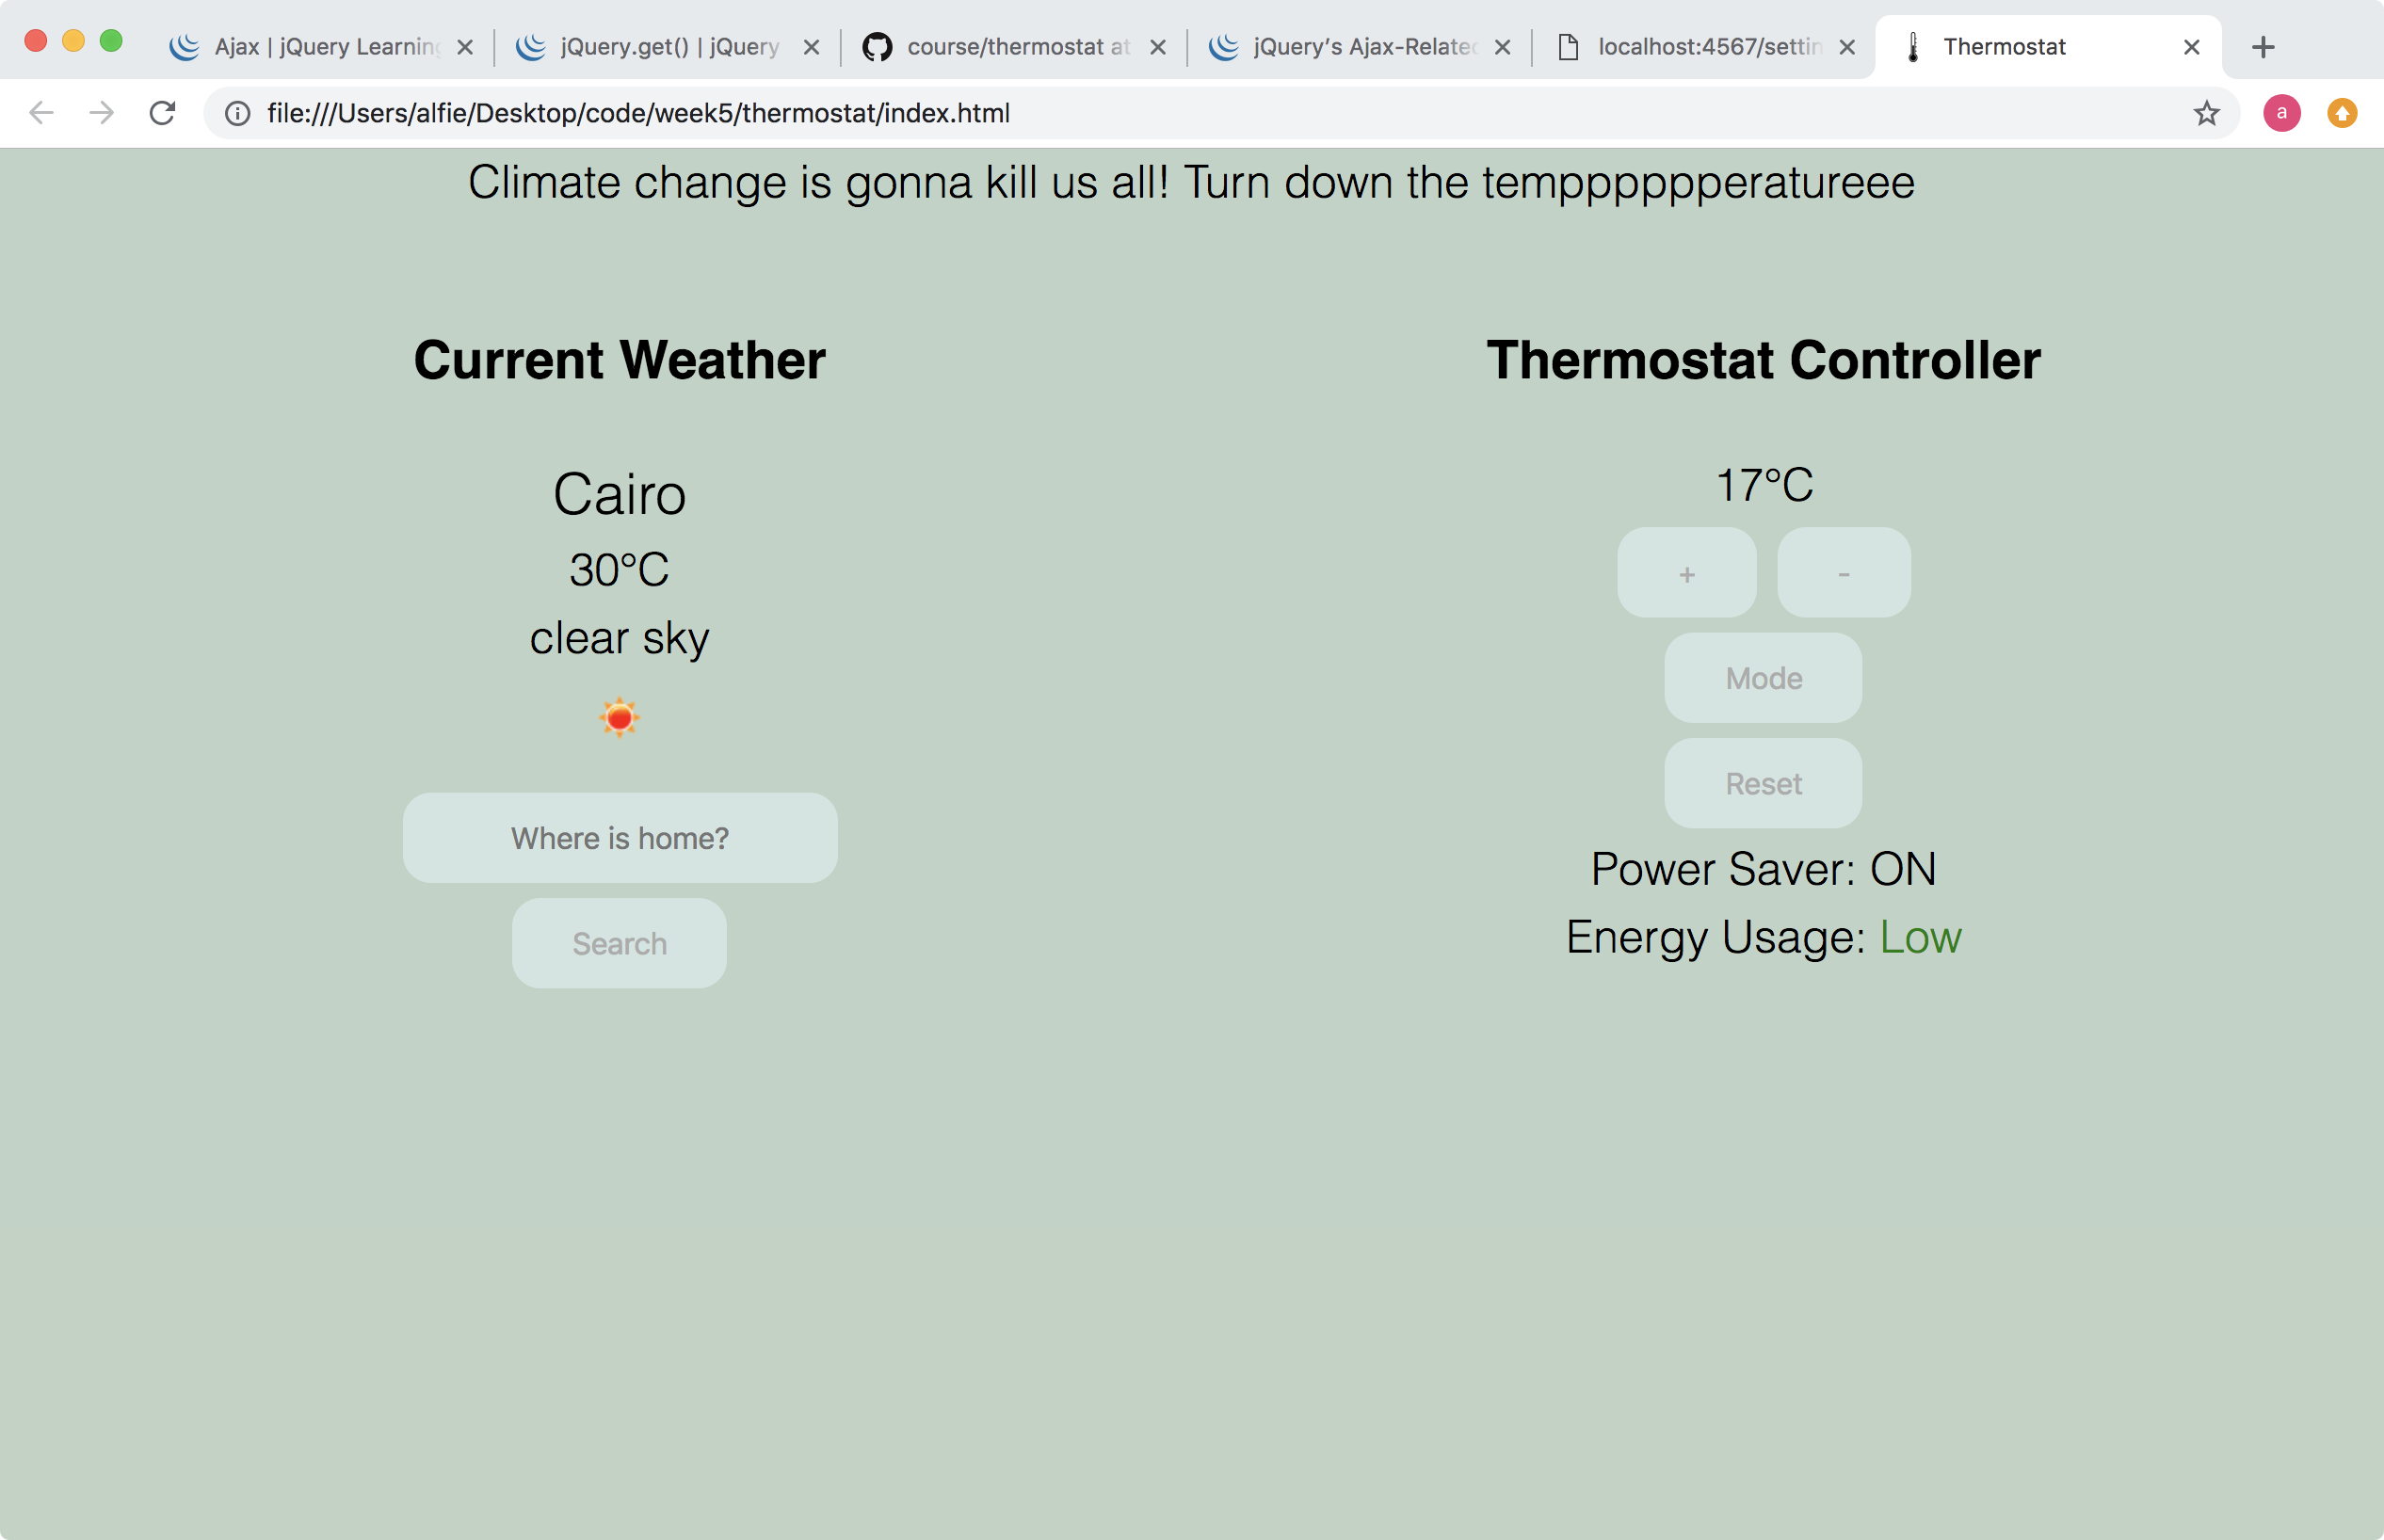 Ajax | jQuery Learning
jQuery.get() | jQuery
course/thermostat at
jQuery’s Ajax-Related
localhost:4567/settin
Thermostat
file:///Users/alfie/Desktop/code/week5/thermostat/index.html
a
Climate change is gonna kill us all! Turn down the temppppppperatureee
Current Weather
Cairo
30°C
clear sky
Where is home?
Search
Thermostat Controller
17°C
+ -
Mode
Reset
Power Saver: ON
Energy Usage: Low